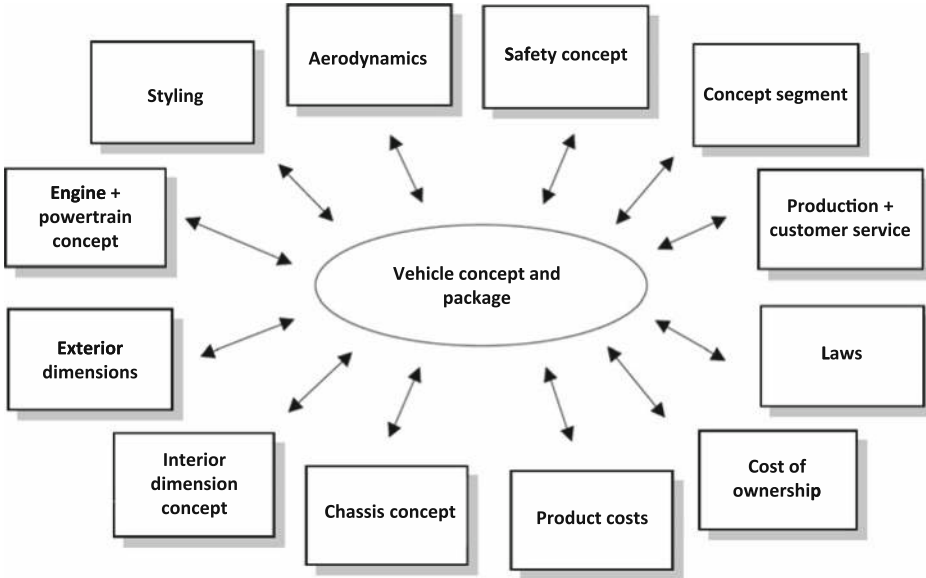 Aerodynamics
Safety concept
Styling
Concept segment
Engine +
powertrain
concept
Production +
customer service
Vehicle concept and
package
Exterior
dimensions
Laws
Interior
dimension
concept
Chassis concept
Product costs
Cost of
ownership